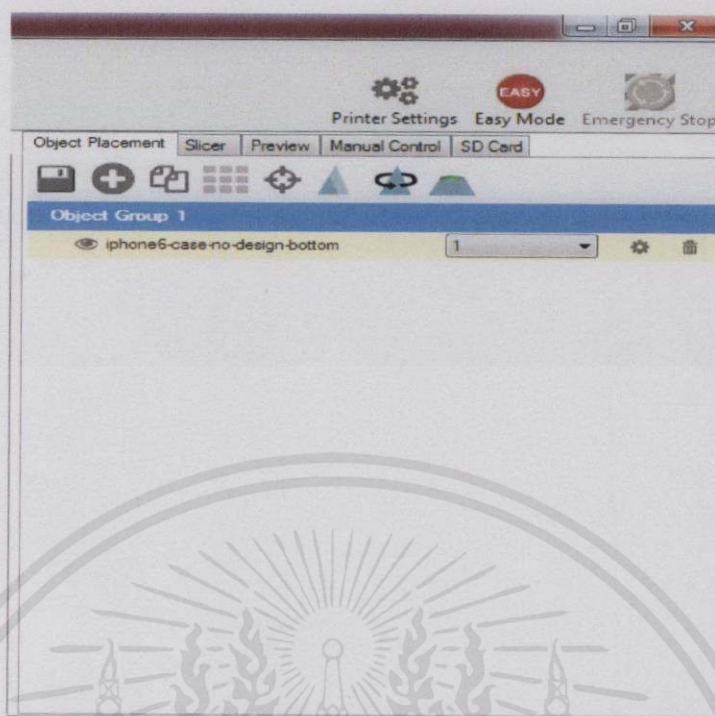 EASY
Printer Settings Easy Mode Emergency Stop
Object Placement Slicer Preview Manual Control SD Card
Object Group 1
iphone6-case-no-design-bottom 1